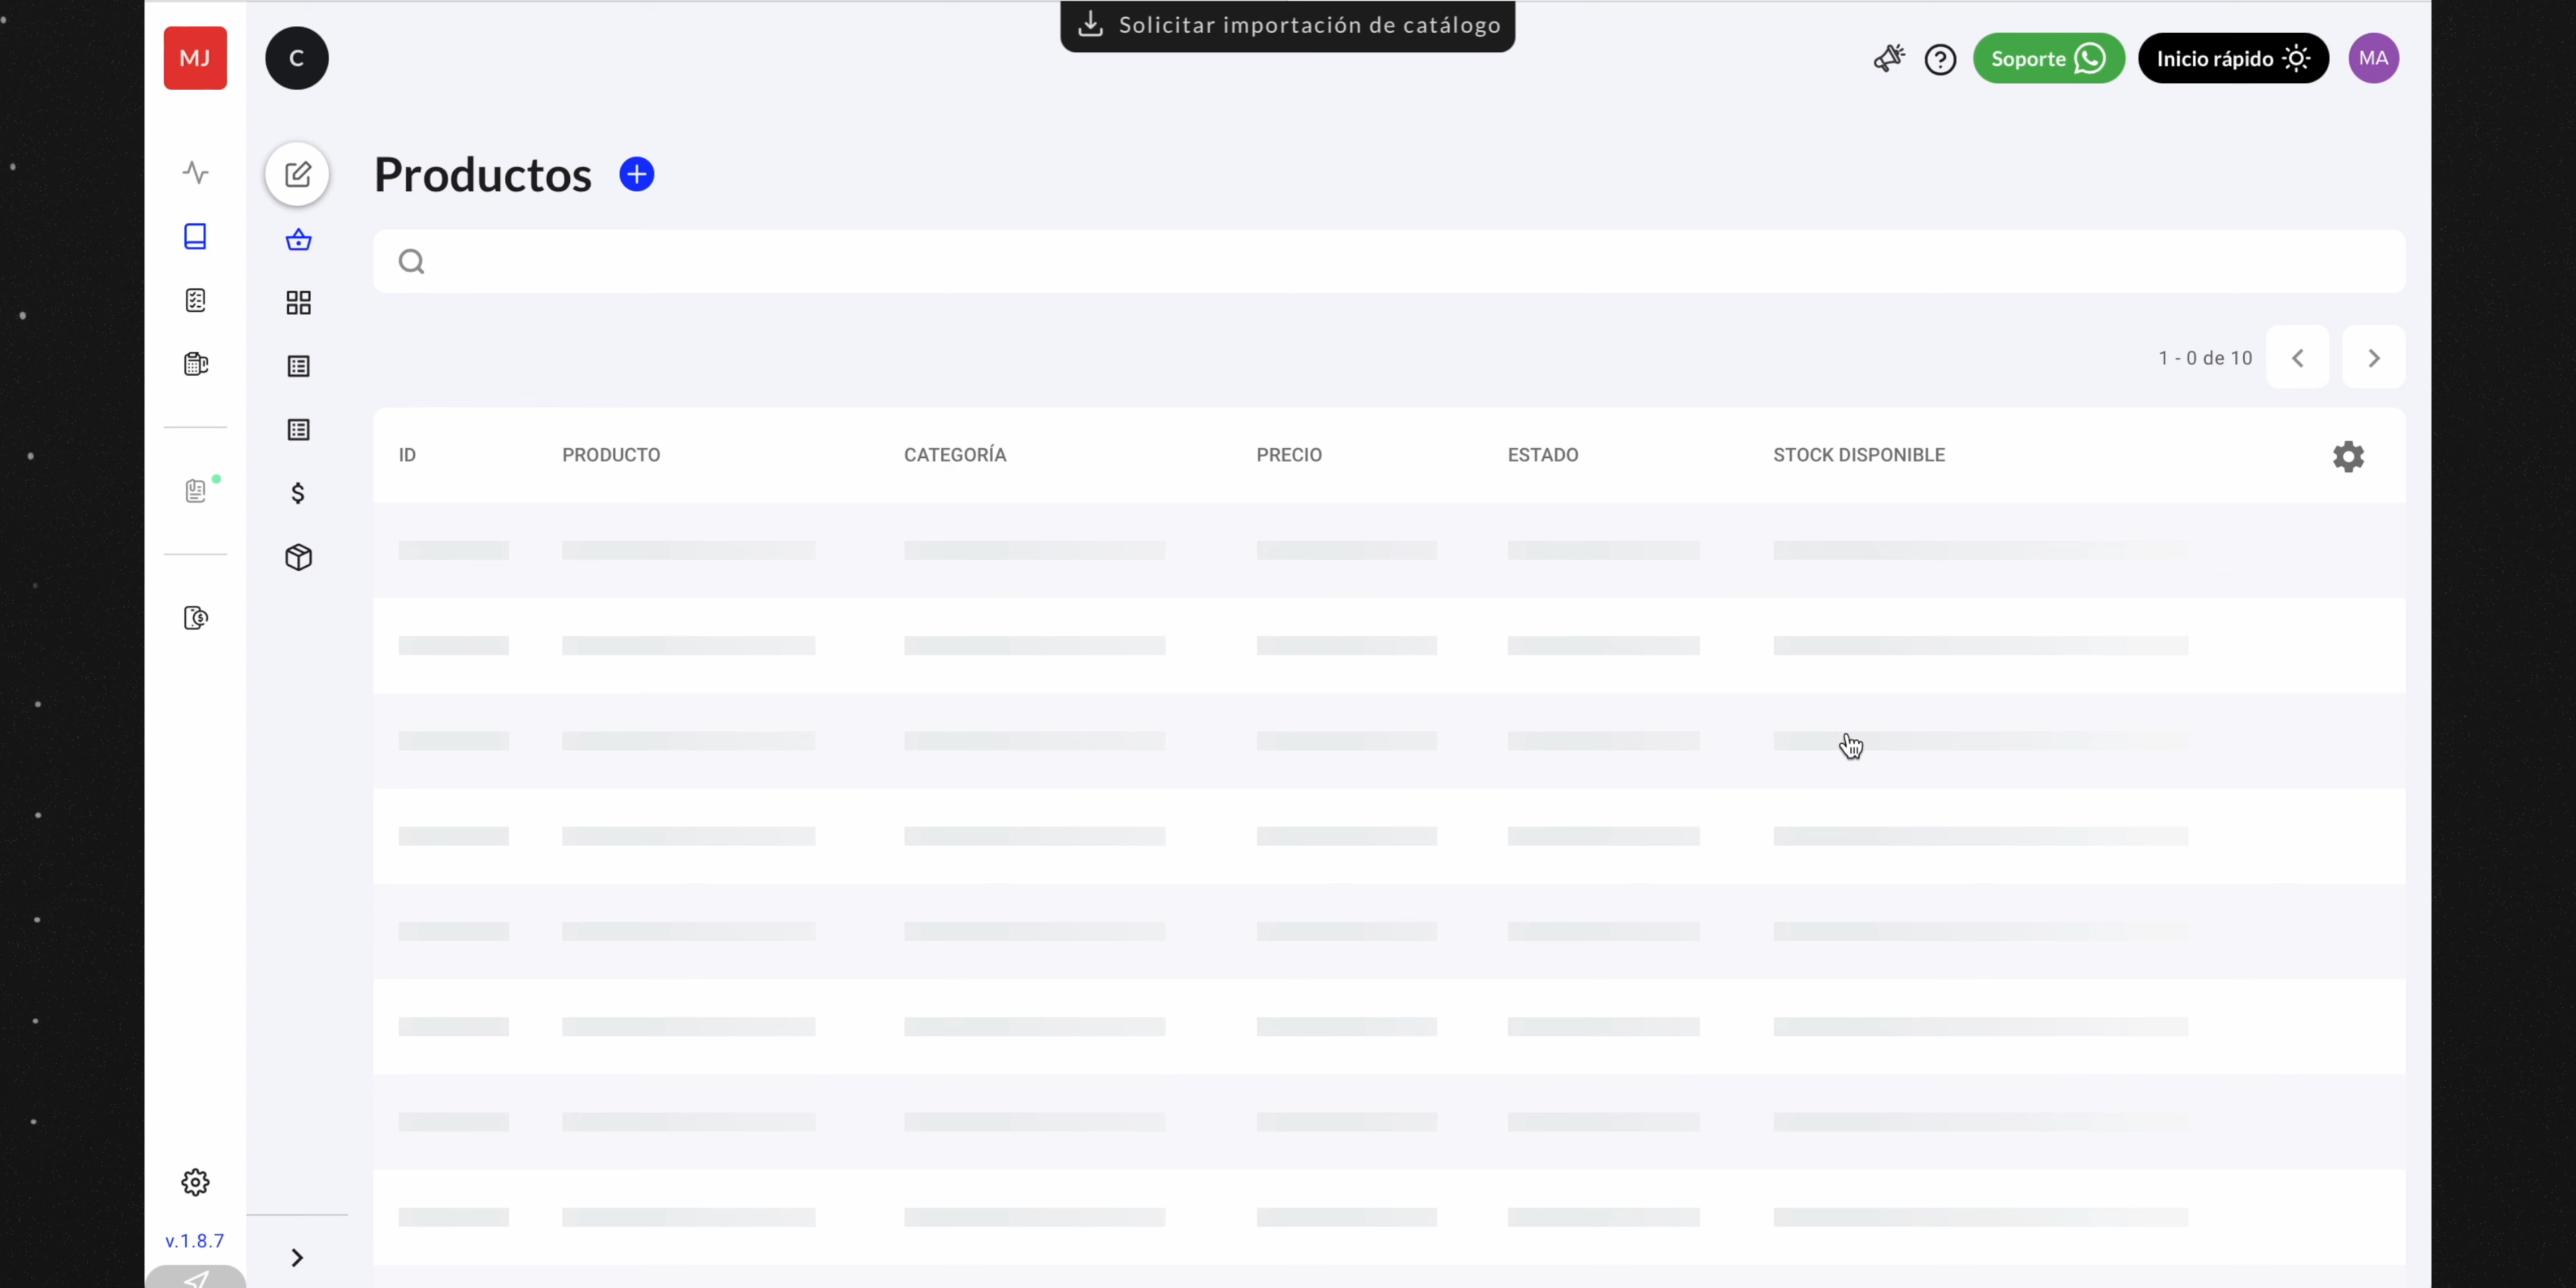 Solicitar importación de catálogo
MJ
C
Soporte
Inicio rápido
MA
Productos
1 - 0 de 10
ID
PRODUCTO
CATEGORÍA
PRECIO
ESTADO
STOCK DISPONIBLE
v.1.8.7